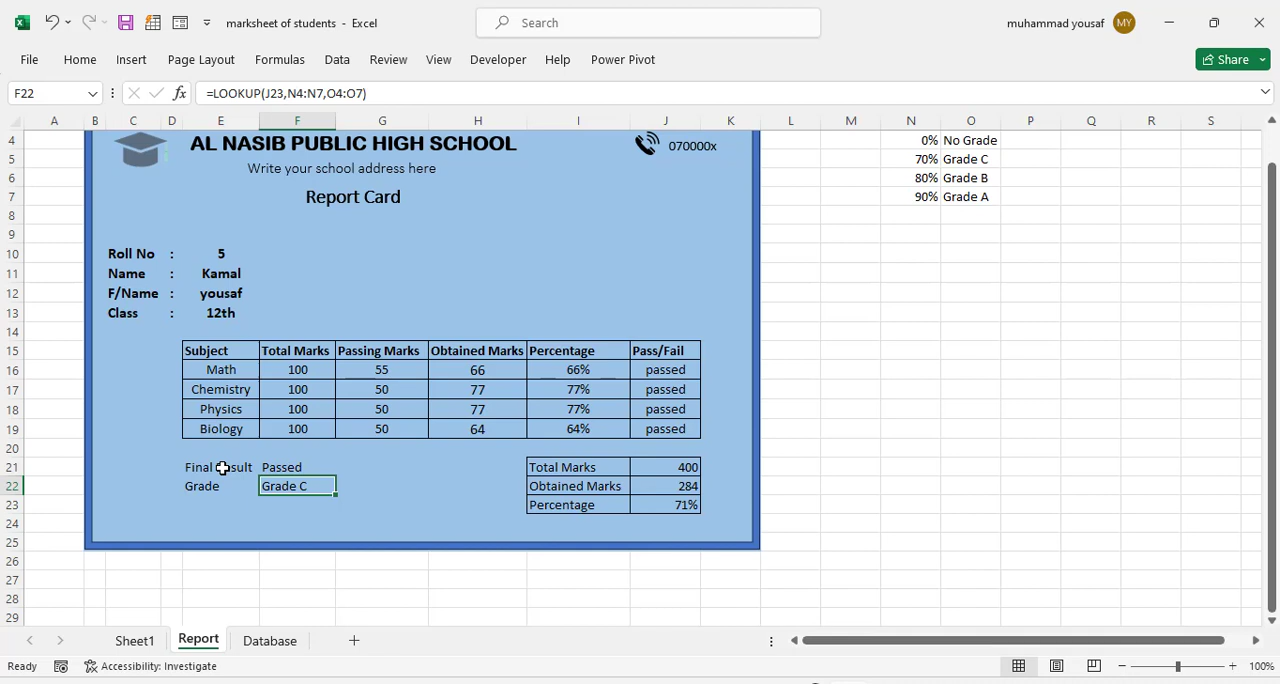 marksheet of students - Excel
Search
muhammad yousaf
MY
File Home Insert Page Layout Formulas Data Review View Developer Help Power Pivot
Share
F22 fx =LOOKUP(J23,N4:N7,O4:O7)
A B C D E F G H I J K L M N O P Q R S
4 AL NASIB PUBLIC HIGH SCHOOL 070000x 0% No Grade
5 Write your school address here 70% Grade C
6 80% Grade B
7 Report Card 90% Grade A
8
9
10 Roll No : 5
11 Name : Kamal
12 F/Name : yousaf
13 Class : 12th
14
15 Subject Total Marks Passing Marks Obtained Marks Percentage Pass/Fail
16 Math 100 55 66 66% passed
17 Chemistry 100 50 77 77% passed
18 Physics 100 50 77 77% passed
19 Biology 100 50 64 64% passed
20
21 Final Passed Total Marks 400
22 Grade Grade C Obtained Marks 284
23 Percentage 71%
24
25
26
27
28
29
Sheet1 Report Database
Ready Accessibility: Investigate 100%